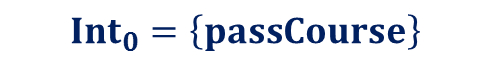 Int₀ = {passCourse}